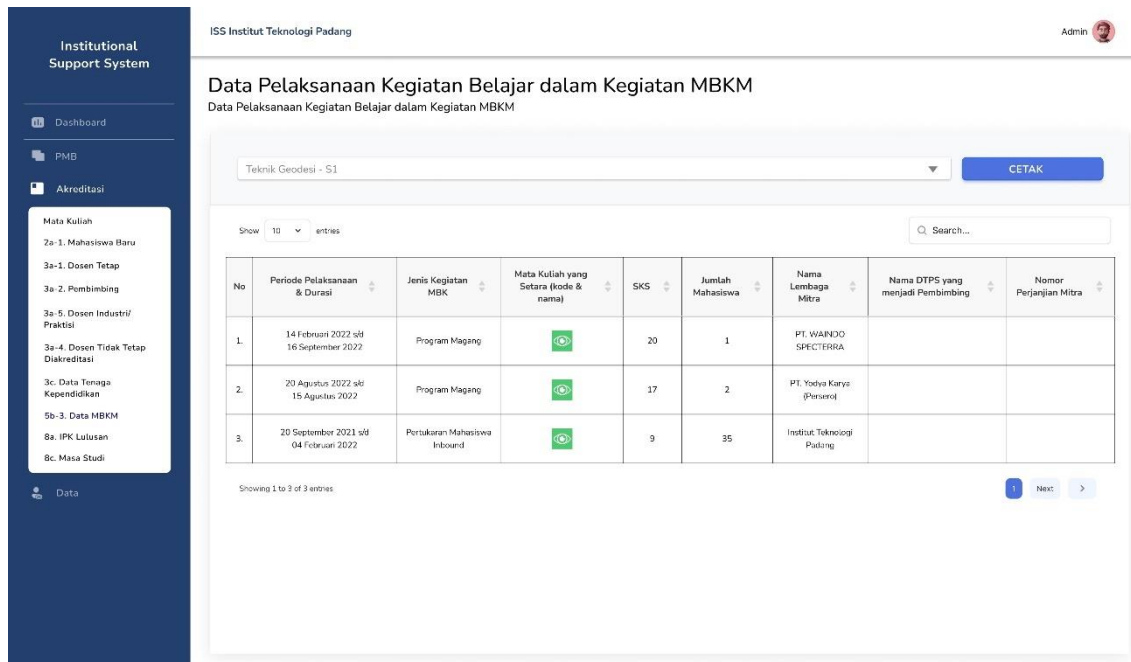 Institutional
Support System
Dashboard
PMB
Akreditasi
Mata Kuliah
2a-1. Mahasiswa Baru
3a-1. Dosen Tetap
3a-2. Pembimbing
3a-5. Dosen Industri/
Praktisi
3a-4. Dosen Tidak Tetap
Diakreditasi
3c. Data Tenaga
Kependidikan
5b-3. Data MBKM
8a. IPK Lulusan
8c. Masa Studi
Data
ISS Institut Teknologi Padang
Admin
Data Pelaksanaan Kegiatan Belajar dalam Kegiatan MBKM
Data Pelaksanaan Kegiatan Belajar dalam Kegiatan MBKM
Teknik Geodesi - S1
CETAK
Show 10 entries
Search...
No
Periode Pelaksanaan
& Durasi
Jenis Kegiatan
MBK
Mata Kuliah yang
Setara (kode &
nama)
SKS
Jumlah
Mahasiswa
Nama
Lembaga
Mitra
Nama DTPS yang
menjadi Pembimbing
Nomor
Perjanjian Mitra
1.
14 Februari 2022 s/d
16 September 2022
Program Magang
20
1
PT. WAINDO
SPECTERRA
2.
20 Agustus 2022 s/d
15 Agustus 2022
Program Magang
17
2
PT. Yodya Karya
(Persero)
3.
20 September 2021 s/d
04 Februari 2022
Pertukaran Mahasiswa
Inbound
9
35
Institut Teknologi
Padang
Showing 1 to 3 of 3 entries
1 Next >